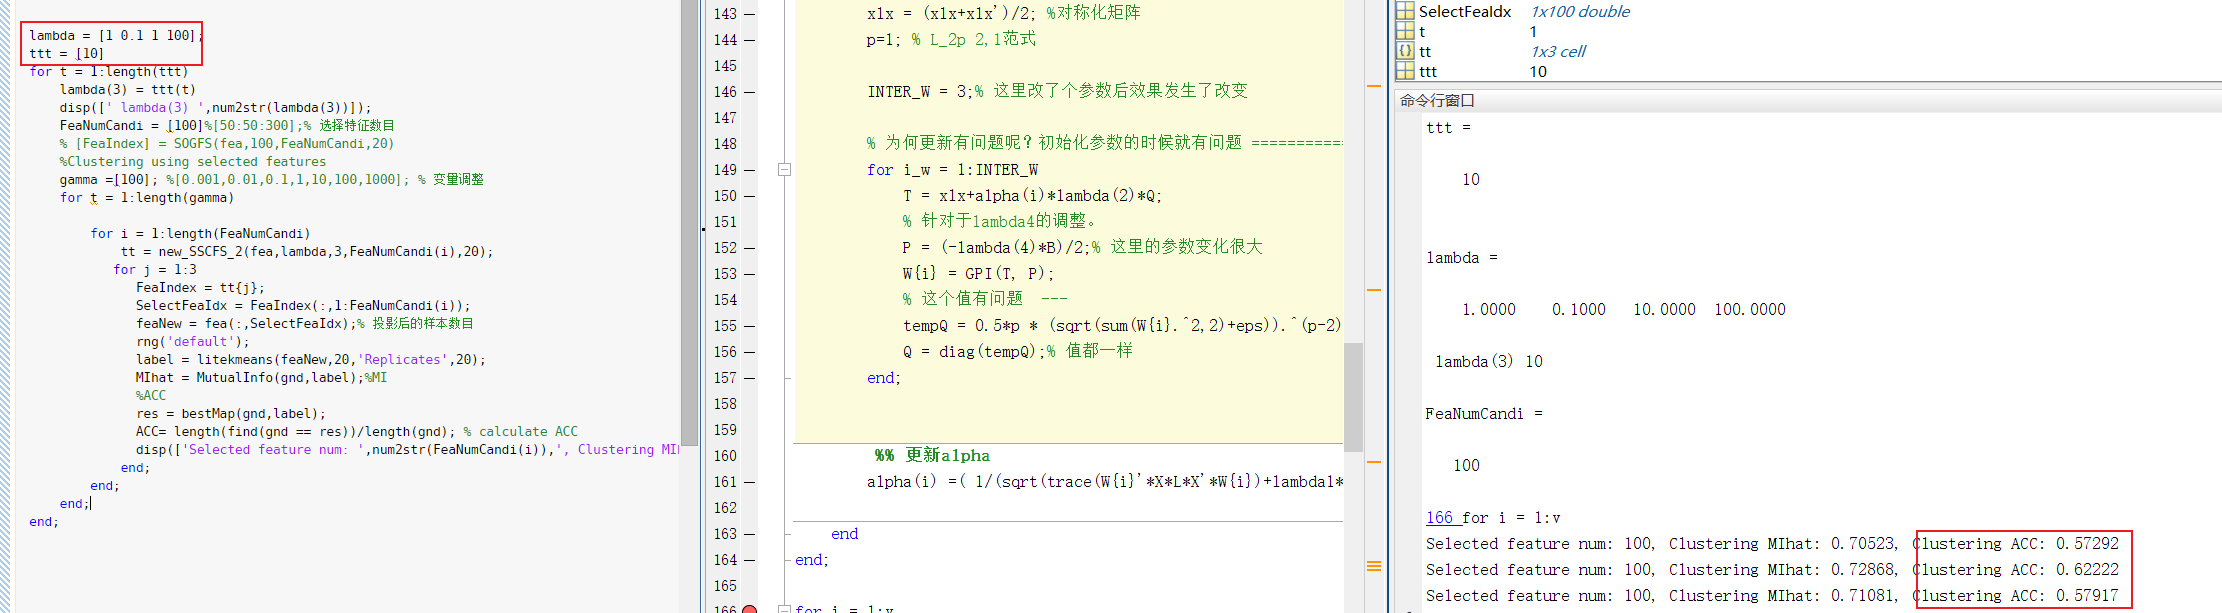 lambda = [1 0.1 1 100];
ttt = [10]
for t = 1:length(ttt)
lambda(3) = ttt(t)
disp([' lambda(3) ',num2str(lambda(3))]);
FeaNumCandi = [100]%[50:50:300];% 选择特征数目
% [FeaIndex] = SOGFS(fea,100,FeaNumCandi,20)
%Clustering using selected features
gamma =[100]; %[0.001,0.01,0.1,1,10,100,1000]; % 变量调整
for t = 1:length(gamma)
for i = 1:length(FeaNumCandi)
tt = new_SSCFS_2(fea,lambda,3,FeaNumCandi(i),20);
for j = 1:3
FeaIndex = tt{j};
SelectFeaIdx = FeaIndex(:,1:FeaNumCandi(i));
feaNew = fea(:,SelectFeaIdx);% 投影后的样本数目
rng('default');
label = litekmeans(feaNew,20,'Replicates',20);
MIhat = MutualInfo(gnd,label);%MI
%ACC
res = bestMap(gnd,label);
ACC= length(find(gnd == res))/length(gnd); % calculate ACC
disp(['Selected feature num: ',num2str(FeaNumCandi(i)),', Clustering MI
end;
end;
end;
end;
143 — xlx = (xlx+xlx')/2; %对称化矩阵
144 — p=1; % L_2p 2,1范式
145
146 — INTER_W = 3;% 这里改了个参数后效果发生了改变
147
148 % 为何更新有问题呢？初始化参数的时候就有问题 ===========
149 — for i_w = 1:INTER_W
150 — T = xlx+alpha(i)*lambda(2)*Q;
151 % 针对于lambda4的调整。
152 — P = (-lambda(4)*B)/2;% 这里的参数变化很大
153 — W{i} = GPI(T, P);
154 % 这个值有问题 ---
155 — tempQ = 0.5*p * (sqrt(sum(W{i}.^2,2)+eps)).^(p-2)
156 — Q = diag(tempQ);% 值都一样
157 — end;
158
159
160 %% 更新alpha
161 — alpha(i) =( 1/(sqrt(trace(W{i}'*X*L*X'*W{i})+lambda1*
162
163 — end
164 — end;
165
166 for i = 1:v
SelectFeaIdx 1x100 double
t 1
tt 1x3 cell
ttt 10
命令行窗口
ttt =
10
lambda =
1.0000 0.1000 10.0000 100.0000
lambda(3) 10
FeaNumCandi =
100
166 for i = 1:v
Selected feature num: 100, Clustering MIhat: 0.70523, Clustering ACC: 0.57292
Selected feature num: 100, Clustering MIhat: 0.72868, Clustering ACC: 0.62222
Selected feature num: 100, Clustering MIhat: 0.71081, Clustering ACC: 0.57917